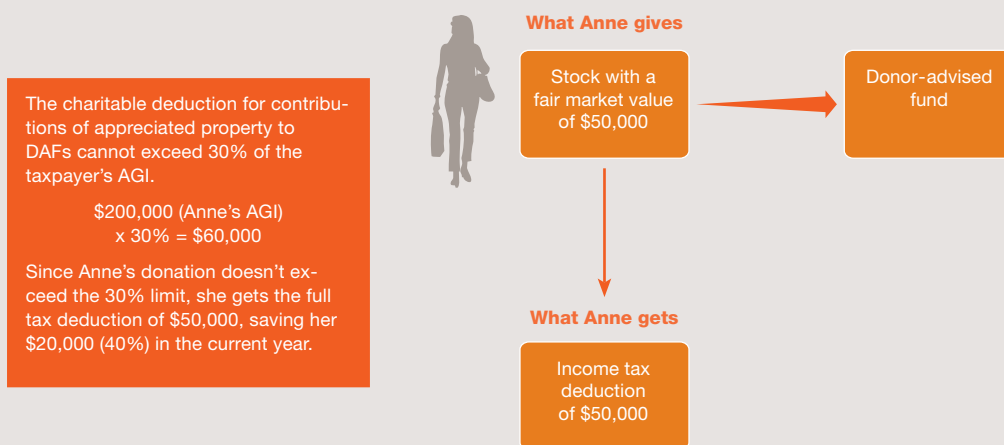 What Anne gives
Stock with a
fair market value
of $50,000
Donor-advised
fund
The charitable deduction for contribu-
tions of appreciated property to
DAFs cannot exceed 30% of the
taxpayer's AGI.
$200,000 (Anne's AGI)
x 30% = $60,000
Since Anne's donation doesn't ex-
ceed the 30% limit, she gets the full
tax deduction of $50,000, saving her
$20,000 (40%) in the current year.
What Anne gets
Income tax
deduction
of $50,000